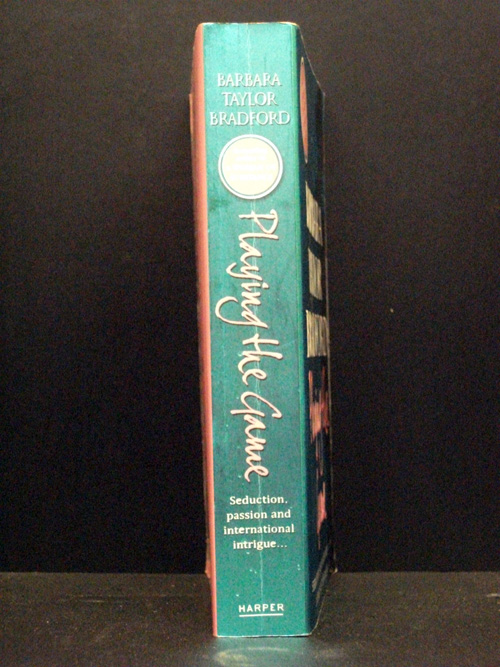 BARBARA
TAYLOR
BRADFORD
Playing the Game
Seduction,
passion and
international
intrigue...
HARPER